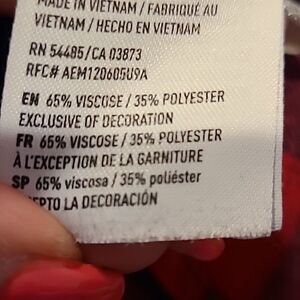 MADE IN VIETNAM / FABRIQUÉ AU
VIETNAM / HECHO EN VIETNAM
RN 54485/CA 03873
RFC# AEM120605U9A
EN 65% VISCOSE / 35% POLYESTER
EXCLUSIVE OF DECORATION
FR 65% VISCOSE / 35% POLYESTER
À L'EXCEPTION DE LA GARNITURE
SP 65% viscosa / 35% poliéster
EPTO LA DECORACIÓN